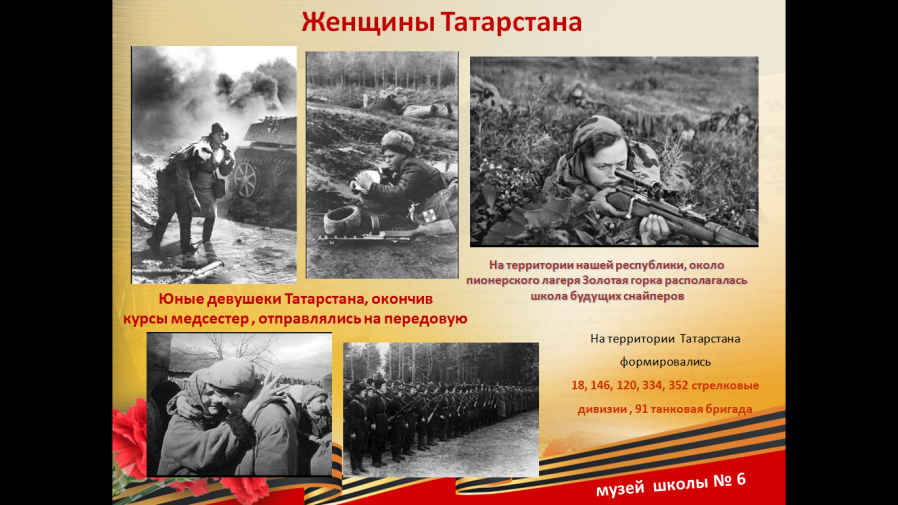 Женщины Татарстана
На территории нашей республики, около
пионерского лагеря Золотая горка располагалась
школа будущих снайперов
Юные девушеки Татарстана, окончив
курсы медсестер , отправлялись на передовую
На территории Татарстана
формировались
18, 146, 120, 334, 352 стрелковые
дивизии , 91 танковая бригада
музей школы № 6